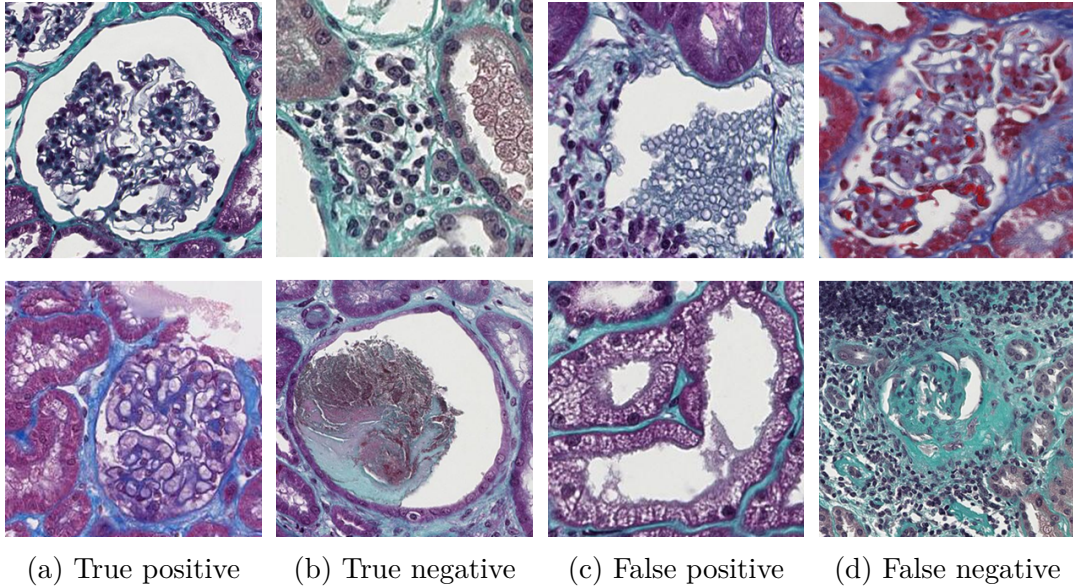 (a) True positive
(b) True negative
(c) False positive
(d) False negative